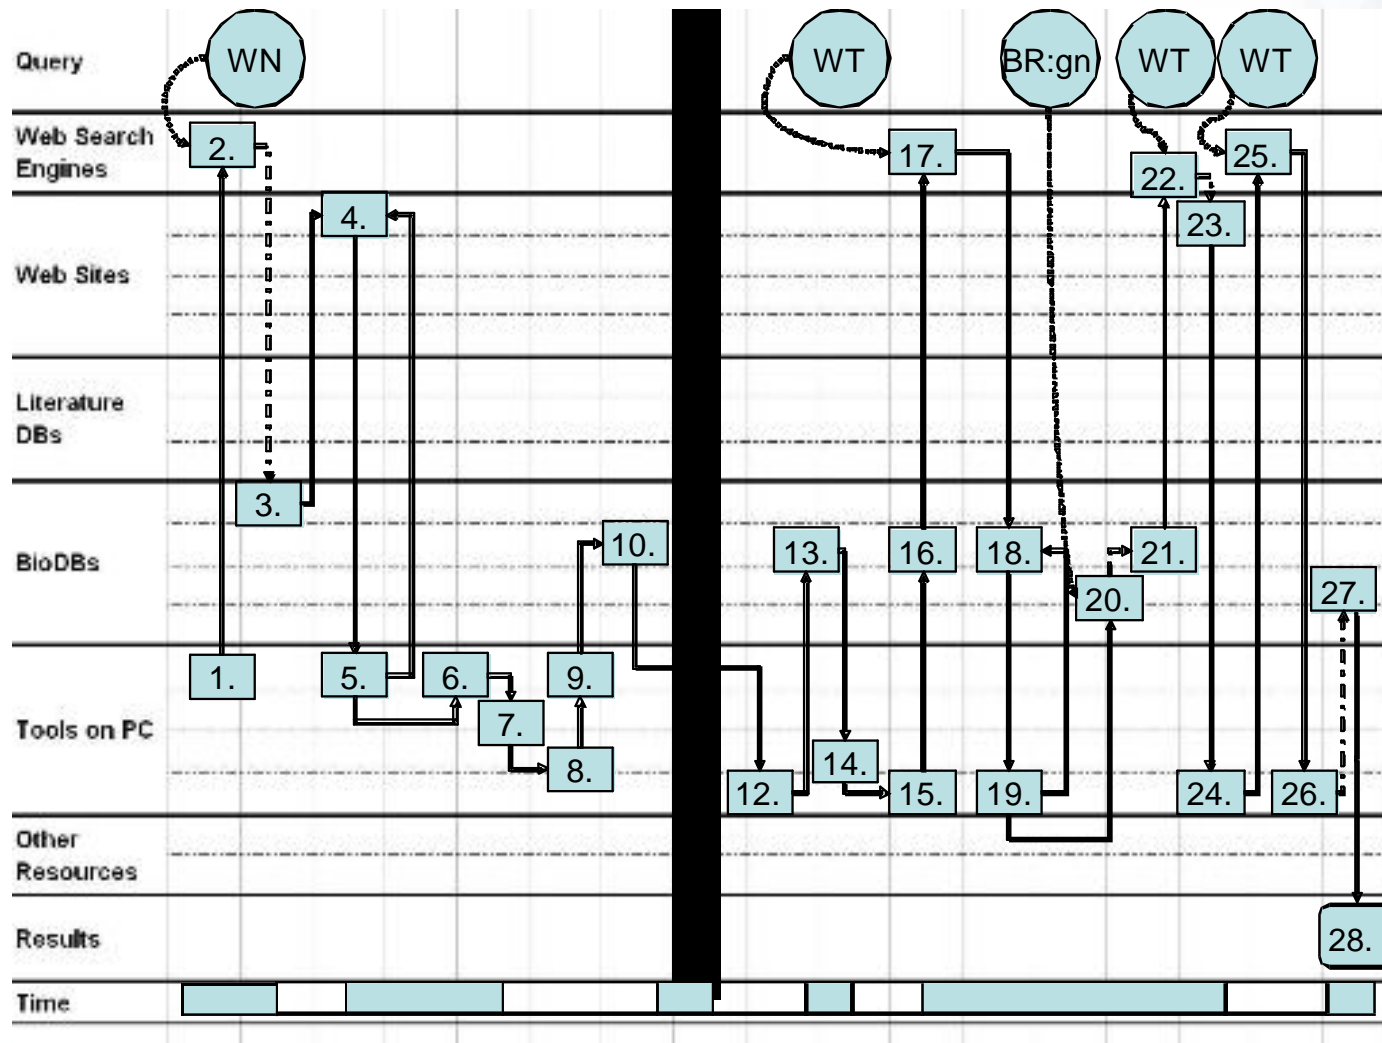 Query
WN
WT
BR:gn
WT
WT
Web Search
Engines
2.
17.
22.
25.
Web Sites
4.
23.
Literature
DBs
BioDBs
3.
10.
13.
16.
18.
20.
21.
27.
Tools on PC
1.
5.
6.
7.
8.
9.
12.
14.
15.
19.
24.
26.
Other
Resources
Results
28.
Time